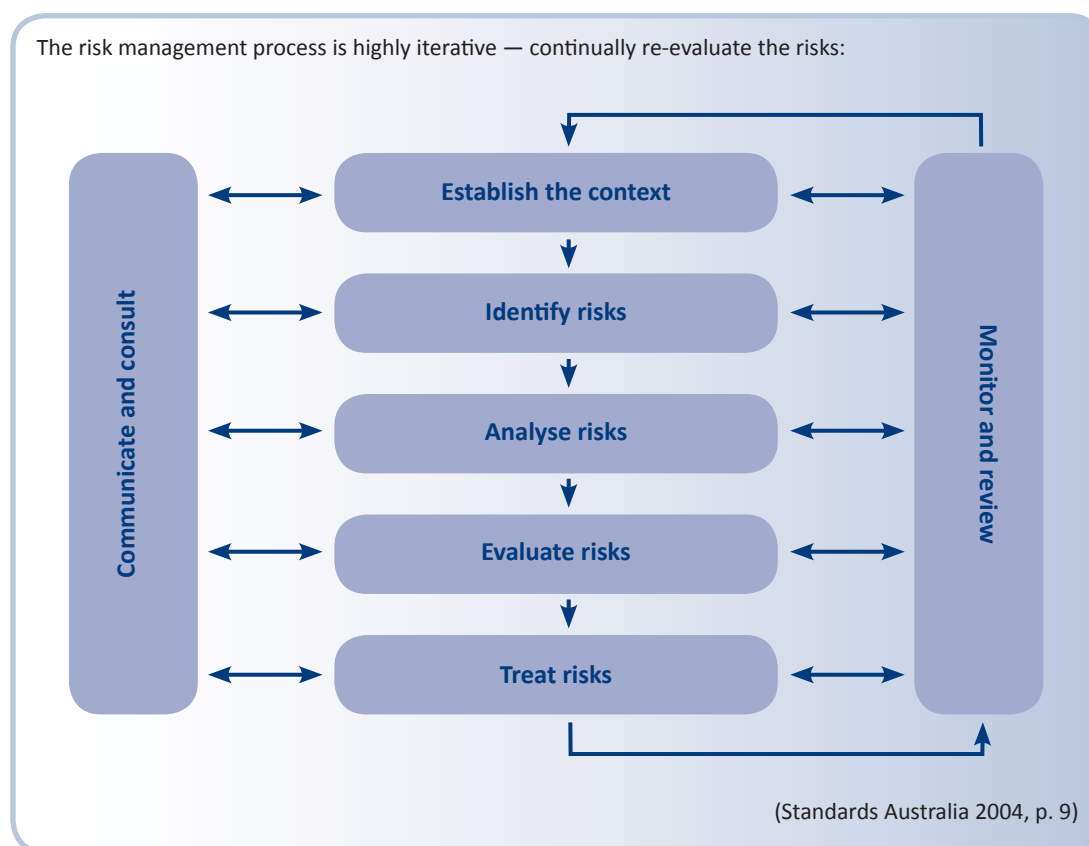 The risk management process is highly iterative — continually re-evaluate the risks:
Communicate and consult
Establish the context
Identify risks
Analyse risks
Evaluate risks
Treat risks
Monitor and review
(Standards Australia 2004, p. 9)